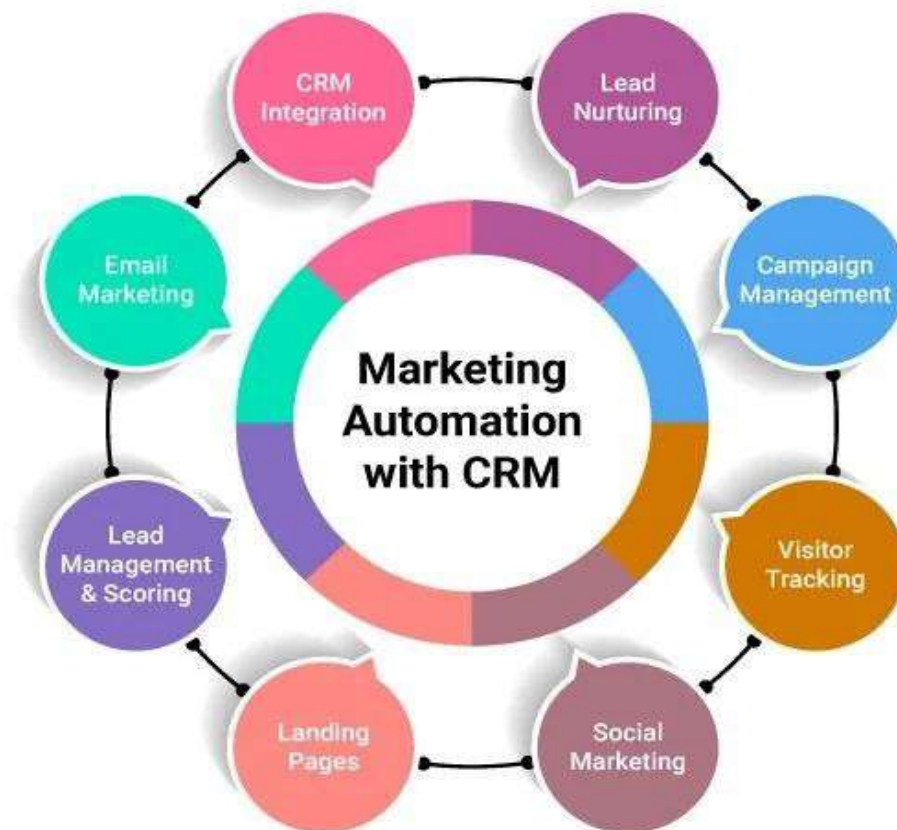 CRM
Integration
Lead
Nurturing
Email
Marketing
Campaign
Management
Marketing
Automation
with CRM
Lead
Management
& Scoring
Visitor
Tracking
Landing
Pages
Social
Marketing